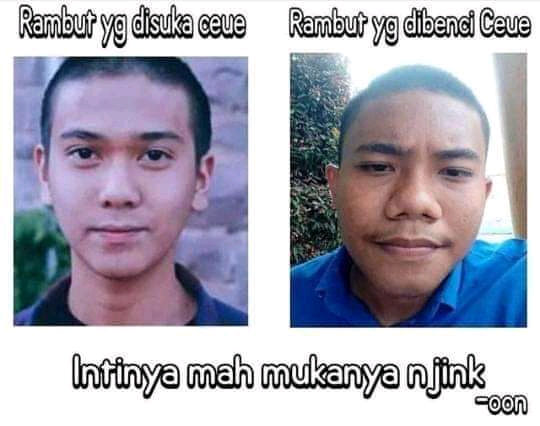 Rambut yg disuka ceue
Rambut yg dibenci Ceue
Intinya mah mukanya njink
-oon